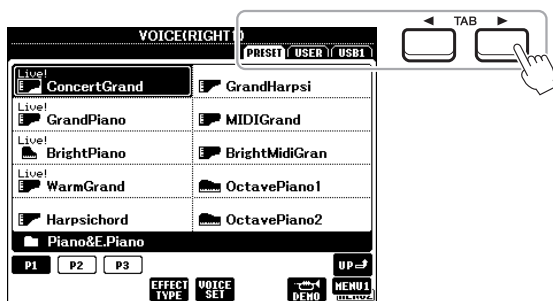 ◄ TAB ►
VOICE(RIGHT1)
PRESET USER USB1
Live!
ConcertGrand
GrandHarpsi
Live!
GrandPiano
MIDIGrand
Live!
BrightPiano
BrightMidiGran
Live!
WarmGrand
OctavePiano1
Harpsichord
OctavePiano2
Piano&E.Piano
P1 P2 P3
UP
EFFECT TYPE
VOICE SET
DEMO
MENU1
MENU2